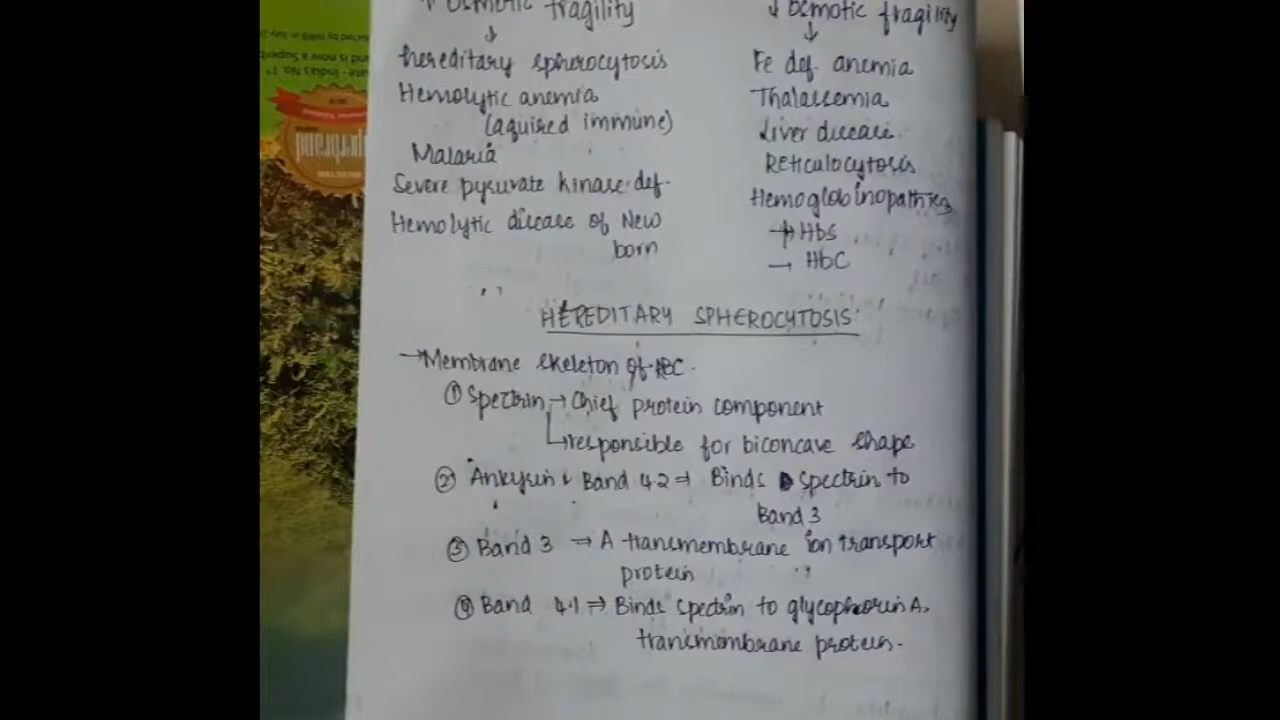 ↑ Osmotic fragility
↓
hereditary spherocytosis
Hemolytic anemia
(aquired immune)
Malaria
Severe pyruvate kinase def.
Hemolytic disease of New
born
↓ Osmotic fragility
↓
Fe def. anemia
Thalassemia
Liver disease.
Reticulocytosis
Hemoglobinopathies
→ HbS
→ HbC
HEREDITARY SPHEROCYTOSIS:
→ Membrane skeleton of RBC.
① Spectrin → Chief protein component
↳ responsible for biconcave shape
② Ankyrin & Band 4.2 ⇒ Binds Spectrin to
Band 3
③ Band 3 → A transmembrane ion transport
protein
④ Band 4.1 ⇒ Binds spectrin to glycophorin A,
transmembrane protein.